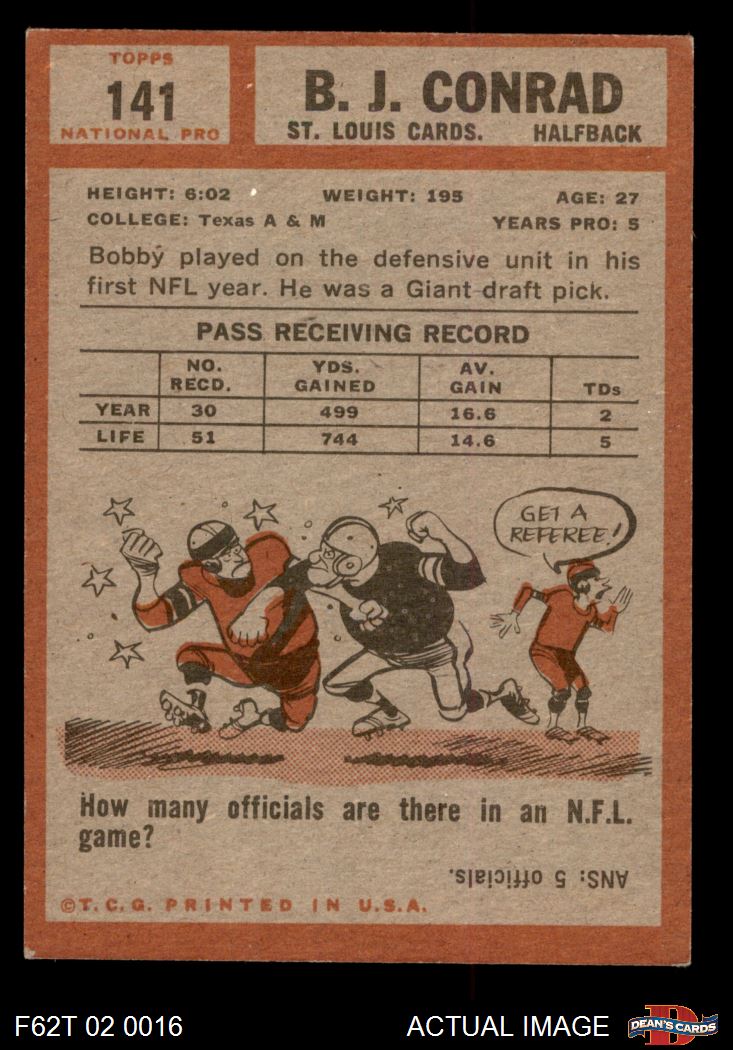 TOPPS
141
NATIONAL PRO
B. J. CONRAD
ST. LOUIS CARDS. HALFBACK
HEIGHT: 6:02 WEIGHT: 195 AGE: 27
COLLEGE: Texas A & M YEARS PRO: 5
Bobby played on the defensive unit in his
first NFL year. He was a Giant draft pick.
PASS RECEIVING RECORD
NO. RECD. YDS. GAINED AV. GAIN TDs
YEAR 30 499 16.6 2
LIFE 51 744 14.6 5
GET A
REFEREE!
How many officials are there in an N.F.L.
game?
ANS: 5 officials.
©T.C.G. PRINTED IN U.S.A.
F62T 02 0016 ACTUAL IMAGE DEAN'S CARDS